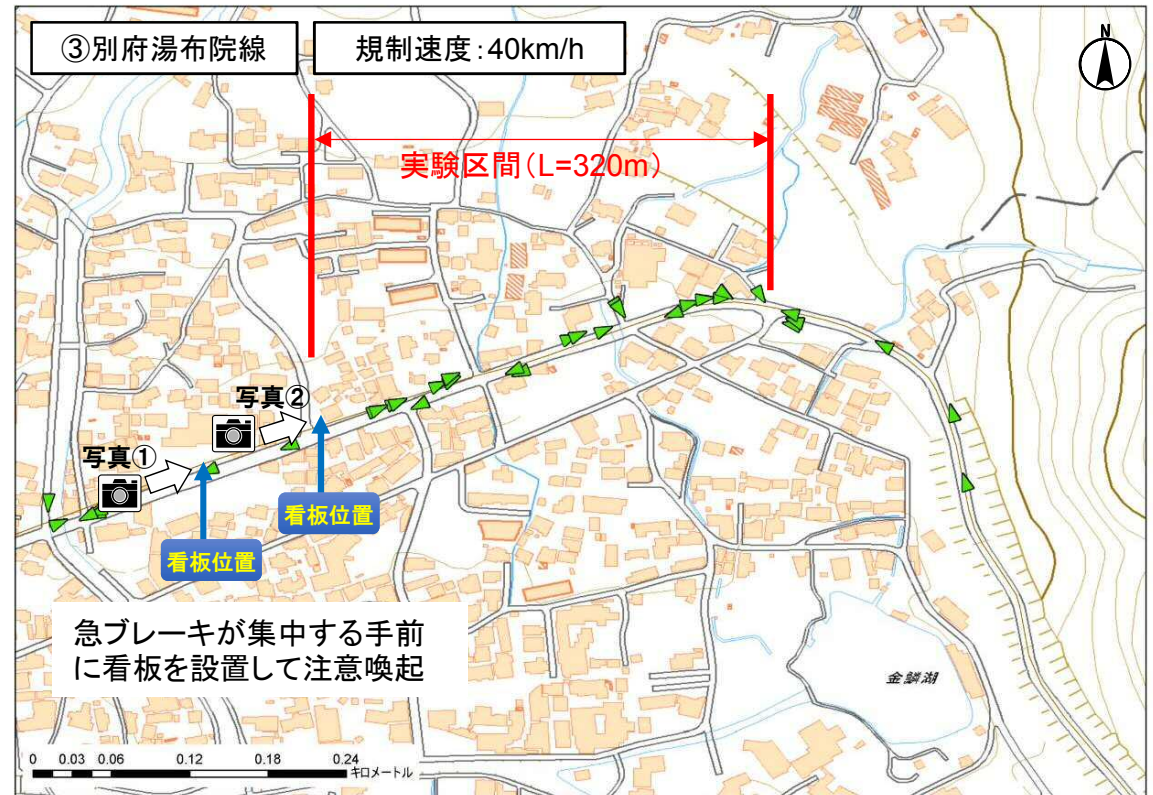 ③別府湯布院線
規制速度:40km/h
N
実験区間(L=320m)
写真②
写真①
看板位置
看板位置
急ブレーキが集中する手前
に看板を設置して注意喚起
金鱗湖
0 0.03 0.06 0.12 0.18 0.24
キロメートル